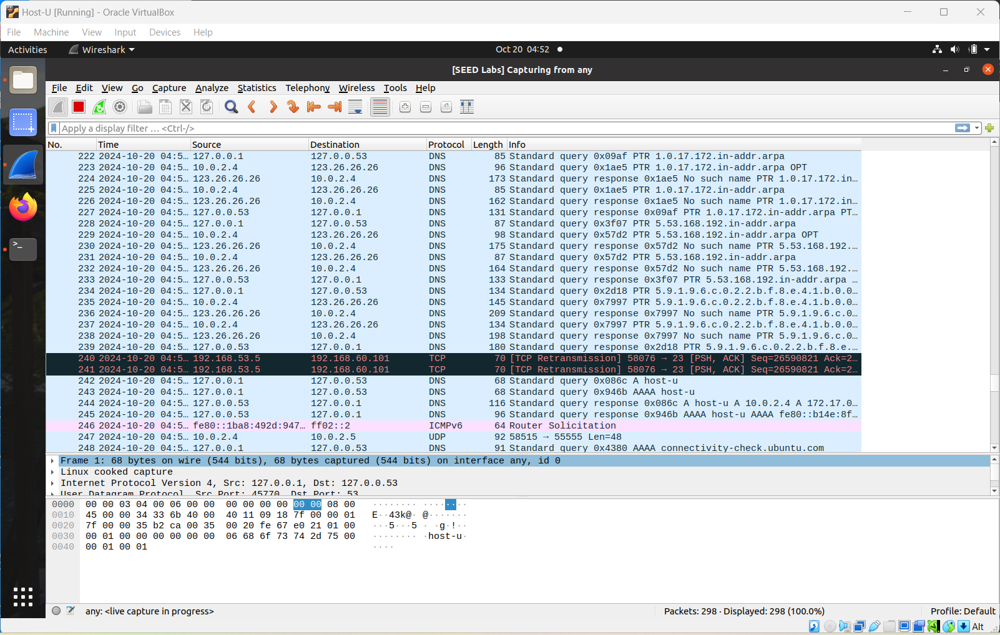 Host-U [Running] - Oracle VirtualBox
File Machine View Input Devices Help
Activities Wireshark Oct 20 04:52
[SEED Labs] Capturing from any
File Edit View Go Capture Analyze Statistics Telephony Wireless Tools Help
Apply a display filter … <Ctrl-/>
No. Time Source Destination Protocol Length Info
222 2024-10-20 04:5… 127.0.0.1 127.0.0.53 DNS 85 Standard query 0x09af PTR 1.0.17.172.in-addr.arpa
223 2024-10-20 04:5… 10.0.2.4 123.26.26.26 DNS 96 Standard query 0x1ae5 PTR 1.0.17.172.in-addr.arpa OPT
224 2024-10-20 04:5… 123.26.26.26 10.0.2.4 DNS 173 Standard query response 0x1ae5 No such name PTR 1.0.17.172.in…
225 2024-10-20 04:5… 10.0.2.4 123.26.26.26 DNS 85 Standard query 0x1ae5 PTR 1.0.17.172.in-addr.arpa
226 2024-10-20 04:5… 123.26.26.26 10.0.2.4 DNS 162 Standard query response 0x1ae5 No such name PTR 1.0.17.172.in…
227 2024-10-20 04:5… 127.0.0.53 127.0.0.1 DNS 131 Standard query response 0x09af PTR 1.0.17.172.in-addr.arpa PT…
228 2024-10-20 04:5… 127.0.0.1 127.0.0.53 DNS 87 Standard query 0x3f07 PTR 5.53.168.192.in-addr.arpa
229 2024-10-20 04:5… 10.0.2.4 123.26.26.26 DNS 98 Standard query 0x57d2 PTR 5.53.168.192.in-addr.arpa OPT
230 2024-10-20 04:5… 123.26.26.26 10.0.2.4 DNS 175 Standard query response 0x57d2 No such name PTR 5.53.168.192.…
231 2024-10-20 04:5… 10.0.2.4 123.26.26.26 DNS 87 Standard query 0x57d2 PTR 5.53.168.192.in-addr.arpa
232 2024-10-20 04:5… 123.26.26.26 10.0.2.4 DNS 164 Standard query response 0x57d2 No such name PTR 5.53.168.192.…
233 2024-10-20 04:5… 127.0.0.53 127.0.0.1 DNS 133 Standard query response 0x3f07 PTR 5.53.168.192.in-addr.arpa …
234 2024-10-20 04:5… 127.0.0.1 127.0.0.53 DNS 134 Standard query 0x2d18 PTR 5.9.1.9.6.c.0.2.2.b.f.8.e.4.1.b.0.0…
235 2024-10-20 04:5… 10.0.2.4 123.26.26.26 DNS 145 Standard query 0x7997 PTR 5.9.1.9.6.c.0.2.2.b.f.8.e.4.1.b.0.0…
236 2024-10-20 04:5… 123.26.26.26 10.0.2.4 DNS 209 Standard query response 0x7997 No such name PTR 5.9.1.9.6.c.0…
237 2024-10-20 04:5… 10.0.2.4 123.26.26.26 DNS 134 Standard query 0x7997 PTR 5.9.1.9.6.c.0.2.2.b.f.8.e.4.1.b.0.0…
238 2024-10-20 04:5… 123.26.26.26 10.0.2.4 DNS 198 Standard query response 0x7997 No such name PTR 5.9.1.9.6.c.0…
239 2024-10-20 04:5… 127.0.0.53 127.0.0.1 DNS 180 Standard query response 0x2d18 PTR 5.9.1.9.6.c.0.2.2.b.f.8.e.…
240 2024-10-20 04:5… 192.168.53.5 192.168.60.101 TCP 70 [TCP Retransmission] 58076 → 23 [PSH, ACK] Seq=26590821 Ack=2…
241 2024-10-20 04:5… 192.168.53.5 192.168.60.101 TCP 70 [TCP Retransmission] 58076 → 23 [PSH, ACK] Seq=26590821 Ack=2…
242 2024-10-20 04:5… 127.0.0.1 127.0.0.53 DNS 68 Standard query 0x086c A host-u
243 2024-10-20 04:5… 127.0.0.1 127.0.0.53 DNS 68 Standard query 0x946b AAAA host-u
244 2024-10-20 04:5… 127.0.0.53 127.0.0.1 DNS 116 Standard query response 0x086c A host-u A 10.0.2.4 A 172.17.0…
245 2024-10-20 04:5… 127.0.0.53 127.0.0.1 DNS 96 Standard query response 0x946b AAAA host-u AAAA fe80::b14e:8f…
246 2024-10-20 04:5… fe80::1ba8:492d:947… ff02::2 ICMPv6 64 Router Solicitation
247 2024-10-20 04:5… 10.0.2.4 10.0.2.5 UDP 92 58515 → 55555 Len=48
248 2024-10-20 04:5… 127.0.0.1 127.0.0.53 DNS 91 Standard query 0x4380 AAAA connectivity-check.ubuntu.com
Frame 1: 68 bytes on wire (544 bits), 68 bytes captured (544 bits) on interface any, id 0
Linux cooked capture
Internet Protocol Version 4, Src: 127.0.0.1, Dst: 127.0.0.53
User Datagram Protocol, Src Port: 45770, Dst Port: 53
0000 00 00 03 04 00 06 00 00 00 00 00 00 00 00 08 00 ········ ········
0010 45 00 00 34 33 6b 40 00 40 11 09 18 7f 00 00 01 E··43k@· @·······
0020 7f 00 00 35 b2 ca 00 35 00 20 fe 67 e0 21 01 00 ···5···5 · ·g·!··
0030 00 01 00 00 00 00 00 00 06 68 6f 73 74 2d 75 00 ········ ·host-u·
0040 00 01 00 01 ····
any: <live capture in progress> Packets: 298 · Displayed: 298 (100.0%) Profile: Default
Alt